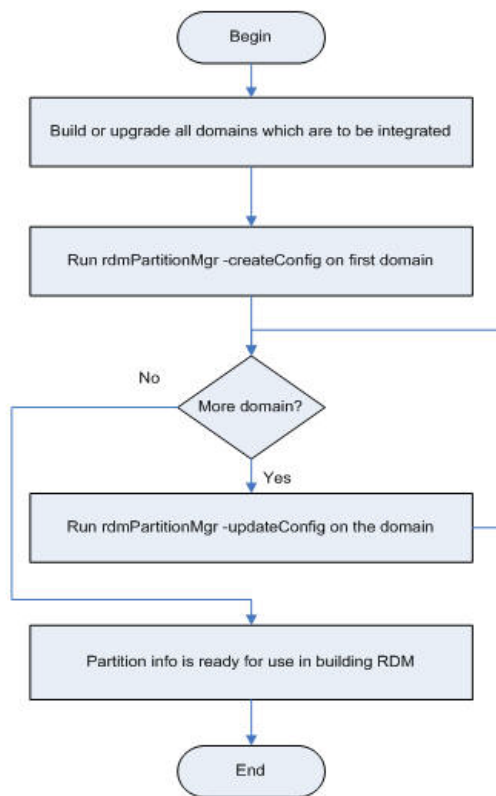 Begin
Build or upgrade all domains which are to be integrated
Run rdmPartitionMgr -createConfig on first domain
No
More domain?
Yes
Run rdmPartitionMgr -updateConfig on the domain
Partition info is ready for use in building RDM
End